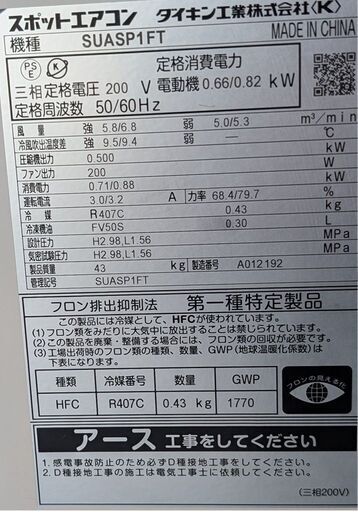 スポットエアコン ダイキン工業株式会社〈K〉
機種 SUASP1FT MADE IN CHINA
PS
E
定格消費電力
三相定格電圧 200 V 電動機 0.66/0.82 kW
定格周波数 50/60Hz
風量 強 5.8/6.8 弱 5.0/5.3 m³/min
冷風吹出温度差 強 9.5/9.4 弱 — ℃
圧縮機出力 0.500 kW
ファン出力 200 W
消費電力 0.71/0.88 kW
運転電流 3.0/3.2 A 力率 68.4/79.7 %
冷媒 R407C 0.43 kg
冷凍機油 FV50S 0.30 L
設計圧力 H2.98,L1.56 MPa
気密試験圧力 H2.98,L1.56 MPa
製品質量 43 kg 製造番号 A012192
管理記号 SUASP1FT
フロン排出抑制法 第一種特定製品
この製品には冷媒として、HFCが使われています。
(1) フロン類をみだりに大気中に放出することは禁じられています。
(2) この製品を廃棄・整備する場合には、フロン類の回収が必要です。
(3) 工場出荷時のフロン類の種類、数量、GWP(地球温暖化係数)は
下表になります。
種類 冷媒番号 数量 GWP
HFC R407C 0.43 kg 1770
フロンの見える化
アース 工事をしてください
1. 感電事故防止のため必ずD種接地工事をしてください。
2. D種接地工事の施工は電気工事士に依頼してください。
(三相200V)